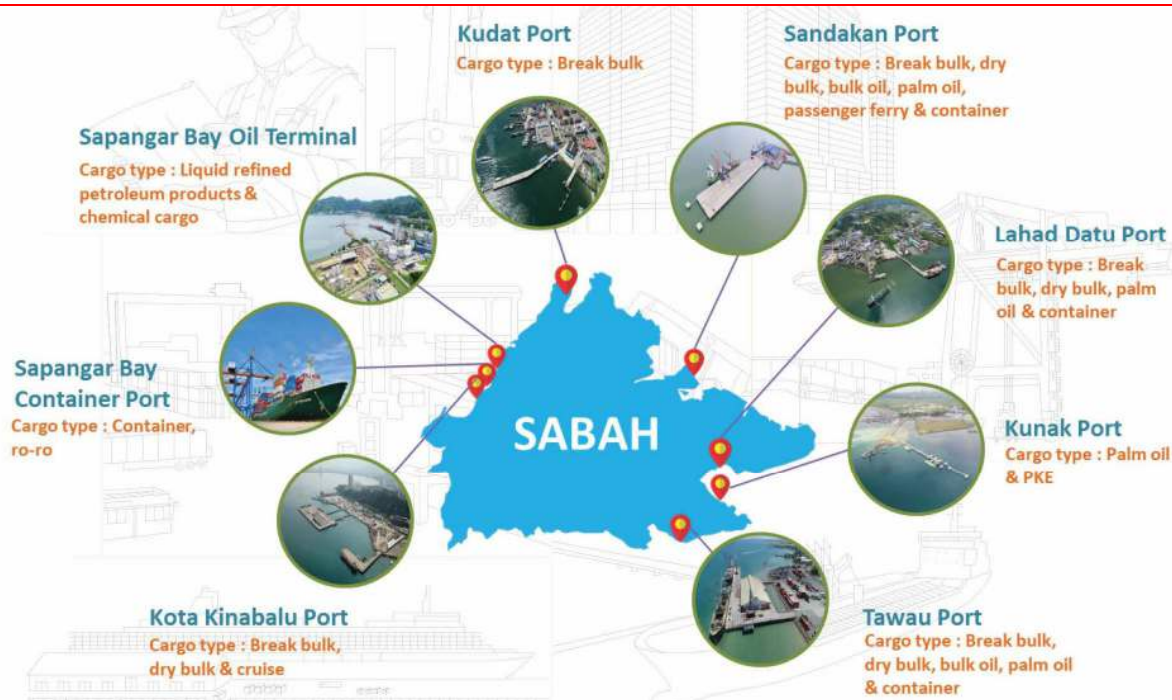 Kudat Port
Cargo type : Break bulk
Sandakan Port
Cargo type : Break bulk, dry
bulk, bulk oil, palm oil,
passenger ferry & container
Sapangar Bay Oil Terminal
Cargo type : Liquid refined
petroleum products &
chemical cargo
Lahad Datu Port
Cargo type : Break
bulk, dry bulk, palm
oil & container
Sapangar Bay
Container Port
Cargo type : Container,
ro-ro
SABAH
Kunak Port
Cargo type : Palm oil
& PKE
Kota Kinabalu Port
Cargo type : Break bulk,
dry bulk & cruise
Tawau Port
Cargo type : Break bulk,
dry bulk, bulk oil, palm oil
& container